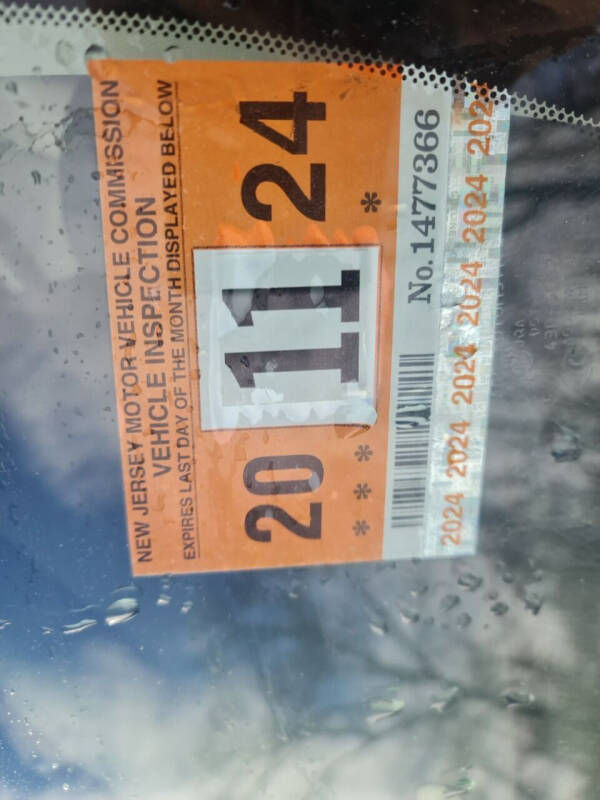 NEW JERSEY MOTOR VEHICLE COMMISSION
VEHICLE INSPECTION
EXPIRES LAST DAY OF THE MONTH DISPLAYED BELOW
20 11 24
* * * *
No. 1477366
2024 2024 2024 2024 2024 202